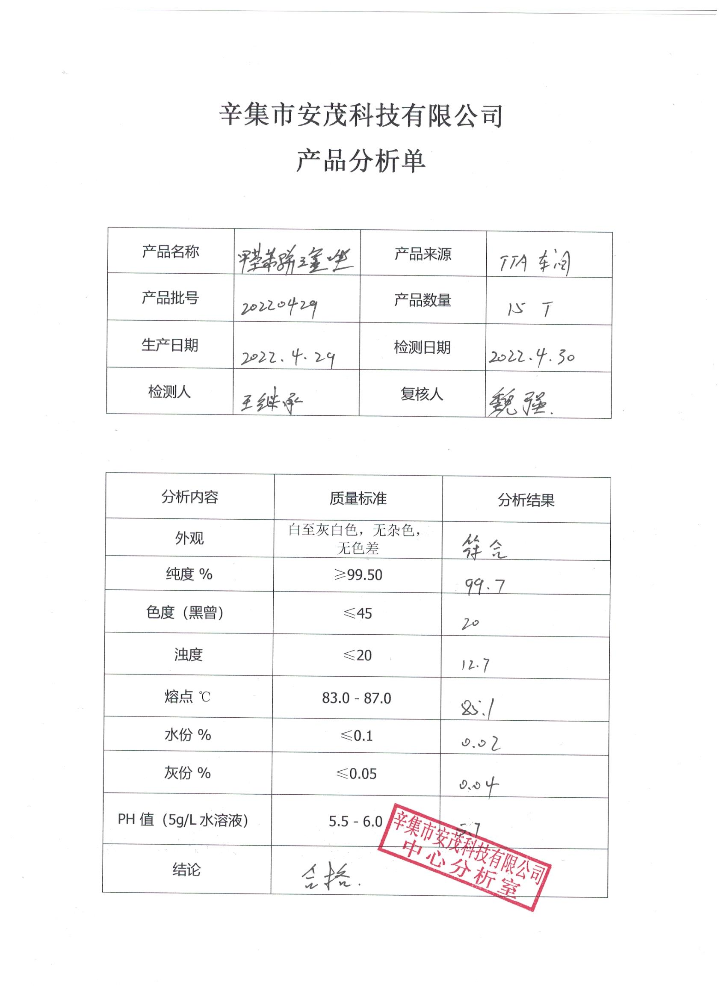 辛集市安茂科技有限公司
产品分析单
产品名称 甲基苯骈三氮唑 产品来源 TTA 车间
产品批号 20220429 产品数量 15 T
生产日期 2022.4.29 检测日期 2022.4.30
检测人 王继承 复核人 魏强.
分析内容 质量标准 分析结果
外观 白至灰白色，无杂色，
无色差 符合
纯度 % ≥99.50 99.7
色度（黑曾） ≤45 20
浊度 ≤20 12.7
熔点 ℃ 83.0 - 87.0 85.1
水份 % ≤0.1 0.02
灰份 % ≤0.05 0.04
PH 值（5g/L 水溶液） 5.5 - 6.0 5.7
结论 合格.
辛集市安茂科技有限公司
中心分析室